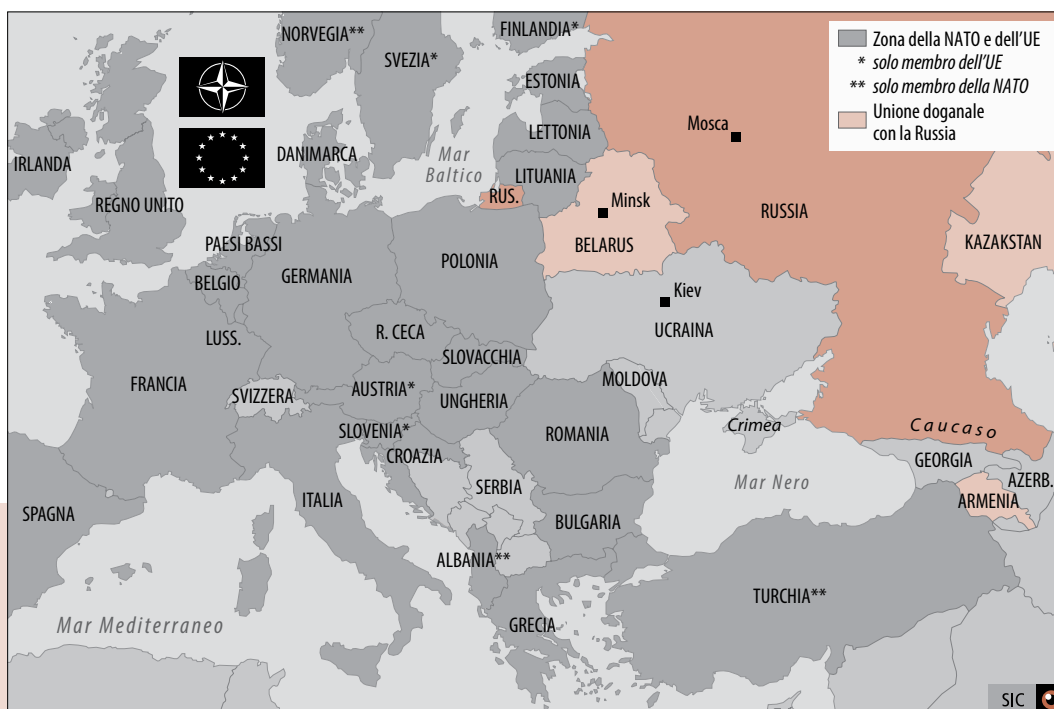 NORVEGIA**
SVEZIA*
FINLANDIA*
ESTONIA
LETTONIA
LITUANIA
RUS.
Mar
Baltico
DANIMARCA
IRLANDA
REGNO UNITO
PAESI BASSI
BELGIO
LUSS.
GERMANIA
POLONIA
Mosca
RUSSIA
Minsk
BELARUS
KAZAKSTAN
Kiev
UCRAINA
R. CECA
SLOVACCHIA
FRANCIA
SVIZZERA
AUSTRIA*
UNGHERIA
MOLDOVA
SLOVENIA*
CROAZIA
ROMANIA
Crimea
Caucaso
GEORGIA
AZERB.
ARMENIA
SPAGNA
ITALIA
SERBIA
BULGARIA
Mar Nero
ALBANIA**
GRECIA
TURCHIA**
Mar Mediterraneo
Zona della NATO e dell'UE
* solo membro dell'UE
** solo membro della NATO
Unione doganale
con la Russia
SIC